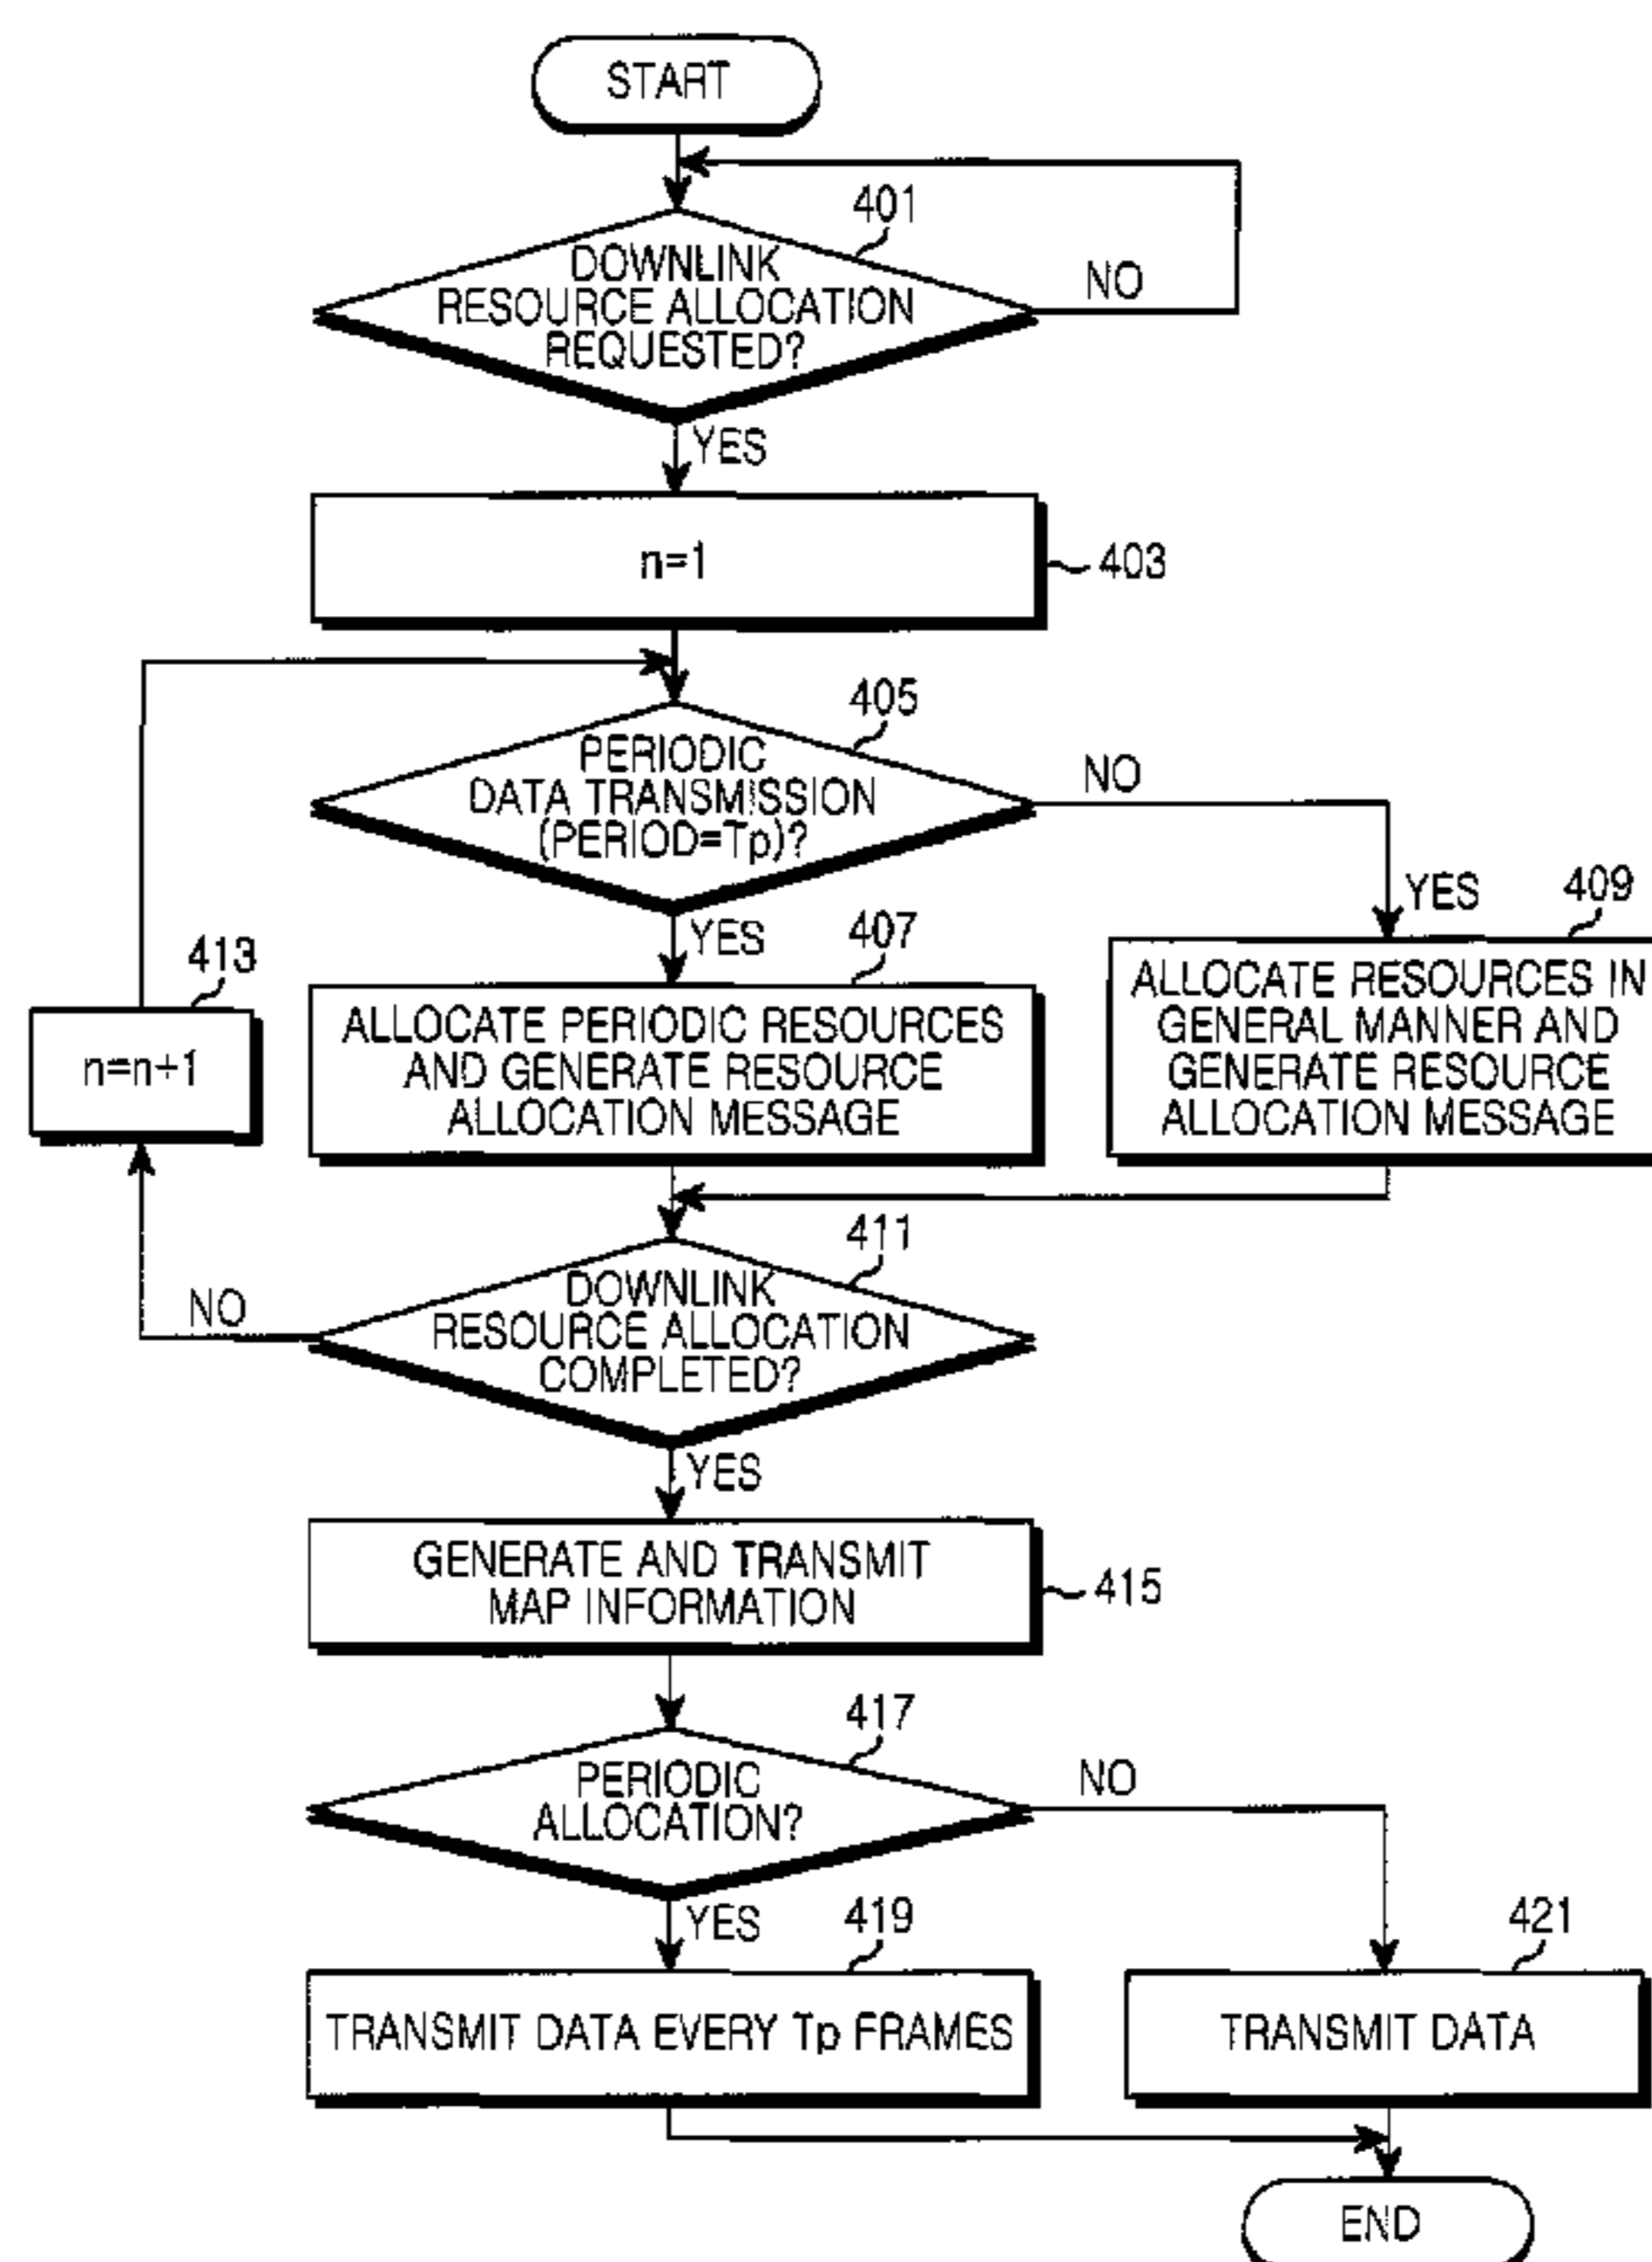 START
401
DOWNLINK
RESOURCE ALLOCATION
REQUESTED?
NO
YES
n=1
403
405
PERIODIC
DATA TRANSMISSION
(PERIOD=Tp)?
NO
YES
YES
407
409
413
n=n+1
ALLOCATE PERIODIC RESOURCES
AND GENERATE RESOURCE
ALLOCATION MESSAGE
ALLOCATE RESOURCES IN
GENERAL MANNER AND
GENERATE RESOURCE
ALLOCATION MESSAGE
411
DOWNLINK
RESOURCE ALLOCATION
COMPLETED?
NO
YES
GENERATE AND TRANSMIT
MAP INFORMATION
415
417
PERIODIC
ALLOCATION?
NO
YES
419
421
TRANSMIT DATA EVERY Tp FRAMES
TRANSMIT DATA
END